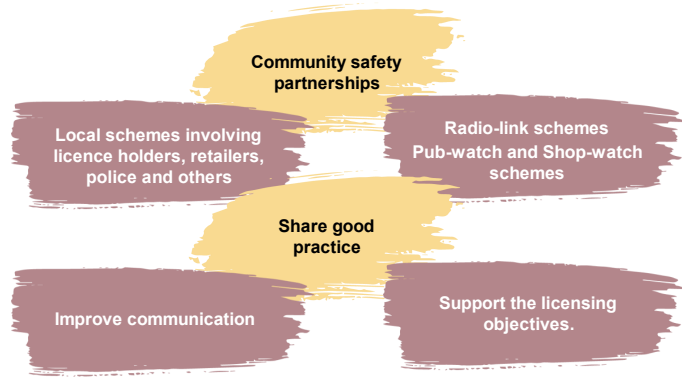 Community safety
partnerships
Local schemes involving
licence holders, retailers,
police and others
Radio-link schemes
Pub-watch and Shop-watch
schemes
Share good
practice
Improve communication
Support the licensing
objectives.